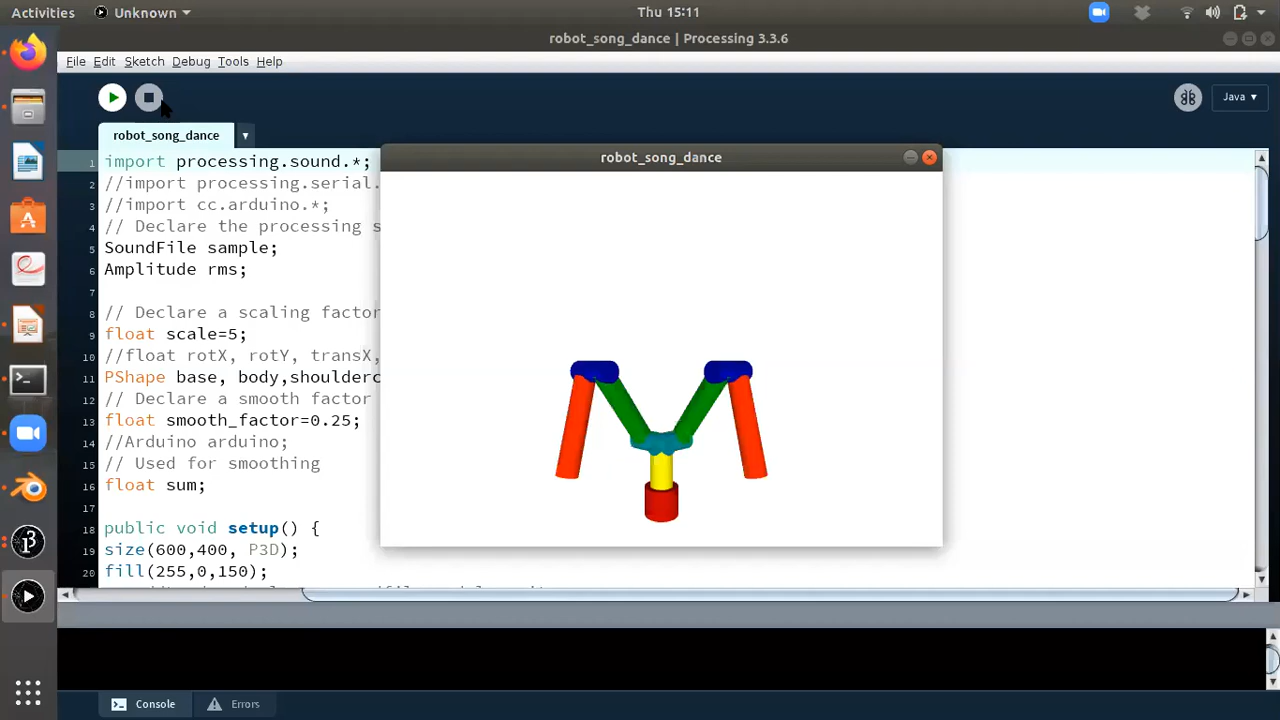 Activities Unknown Thu 15:11
robot_song_dance | Processing 3.3.6
File Edit Sketch Debug Tools Help
Java
robot_song_dance
robot_song_dance
1 import processing.sound.*;
2 //import processing.serial.
3 //import cc.arduino.*;
4 // Declare the processing s
5 SoundFile sample;
6 Amplitude rms;
7
8 // Declare a scaling factor
9 float scale=5;
10 //float rotX, rotY, transX,
11 PShape base, body,shoulderc
12 // Declare a smooth factor
13 float smooth_factor=0.25;
14 //Arduino arduino;
15 // Used for smoothing
16 float sum;
17
18 public void setup() {
19 size(600,400, P3D);
20 fill(255,0,150);
Console Errors